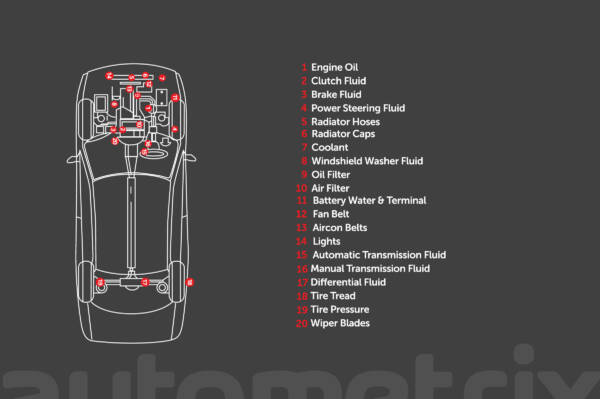 1 Engine Oil
2 Clutch Fluid
3 Brake Fluid
4 Power Steering Fluid
5 Radiator Hoses
6 Radiator Caps
7 Coolant
8 Windshield Washer Fluid
9 Oil Filter
10 Air Filter
11 Battery Water & Terminal
12 Fan Belt
13 Aircon Belts
14 Lights
15 Automatic Transmission Fluid
16 Manual Transmission Fluid
17 Differential Fluid
18 Tire Tread
19 Tire Pressure
20 Wiper Blades
autometrix